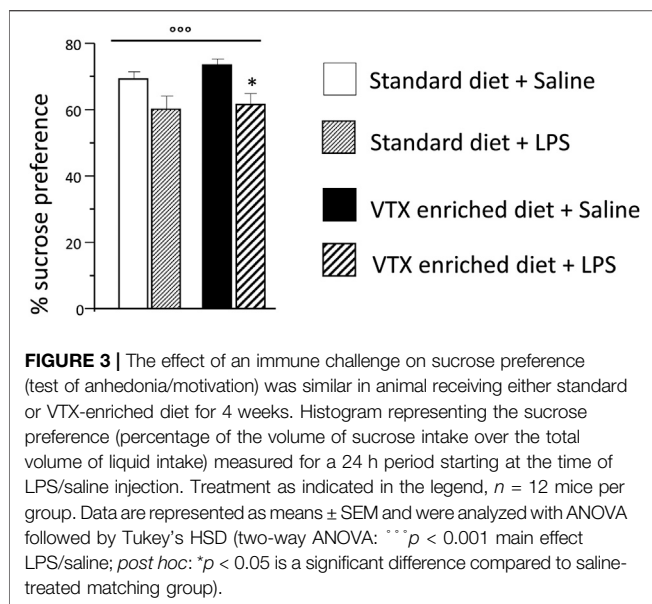 °°°
80
*
60
40
20
0
% sucrose preference
Standard diet + Saline
Standard diet + LPS
VTX enriched diet + Saline
VTX enriched diet + LPS
FIGURE 3 | The effect of an immune challenge on sucrose preference
(test of anhedonia/motivation) was similar in animal receiving either standard
or VTX-enriched diet for 4 weeks. Histogram representing the sucrose
preference (percentage of the volume of sucrose intake over the total
volume of liquid intake) measured for a 24 h period starting at the time of
LPS/saline injection. Treatment as indicated in the legend, n = 12 mice per
group. Data are represented as means ± SEM and were analyzed with ANOVA
followed by Tukey's HSD (two-way ANOVA: °°°p < 0.001 main effect
LPS/saline; post hoc: *p < 0.05 is a significant difference compared to saline-
treated matching group).